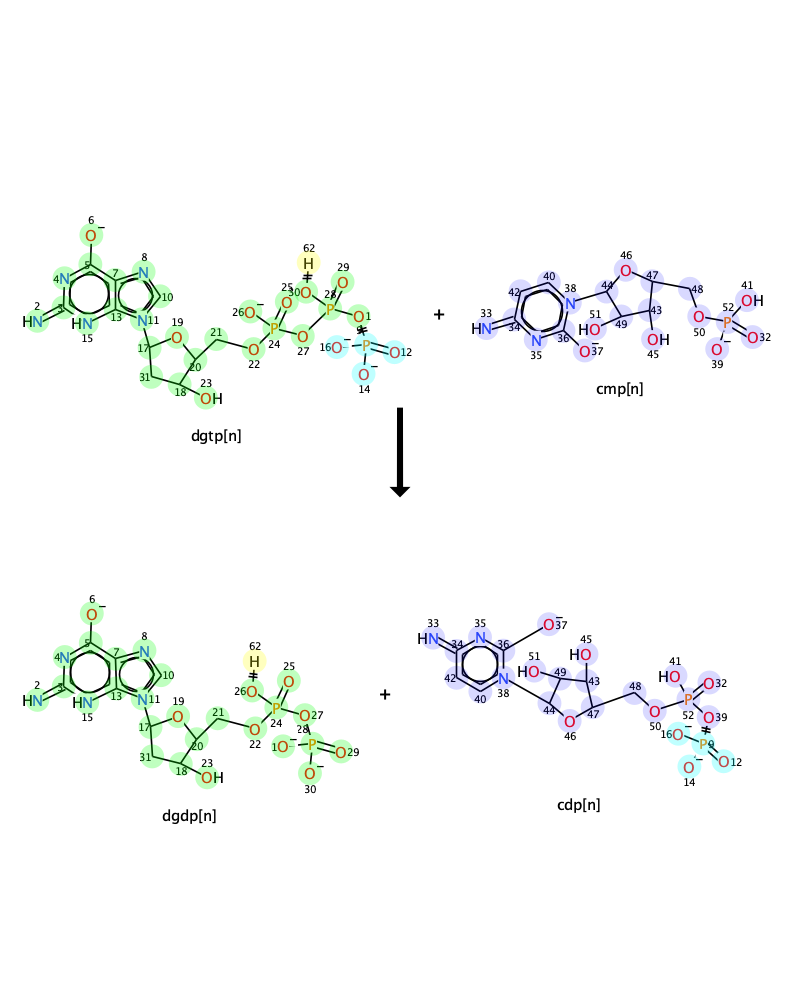 6
O−
5
4
N
7
8
N
10
2
HN
3
HN
15
13
N
11
17
19
O
20
21
31
18
23
OH
O
22
26
O−
P
24
25
O
O
27
62
H
30
O
28
P
29
O
O
1
16
O−
P
O
12
O−
14
dgtp[n]
+
33
HN
34
42
40
N
38
N
35
36
O−
37
44
46
O
47
43
49
51
HO
OH
45
48
O
50
P
52
41
OH
O
32
O−
39
cmp[n]
6
O−
5
4
N
7
8
N
10
2
HN
3
HN
15
13
N
11
17
19
O
20
21
31
18
23
OH
O
22
62
H
26
O
P
24
25
O
O
27
28
P
1
O−
O
29
O−
30
dgdp[n]
+
33
HN
34
35
N
36
O−
37
42
40
N
38
44
51
HO
49
45
HO
43
47
O
46
48
O
50
41
HO
P
52
O
32
O
39
16
O−
P
9
O
12
O−
14
cdp[n]